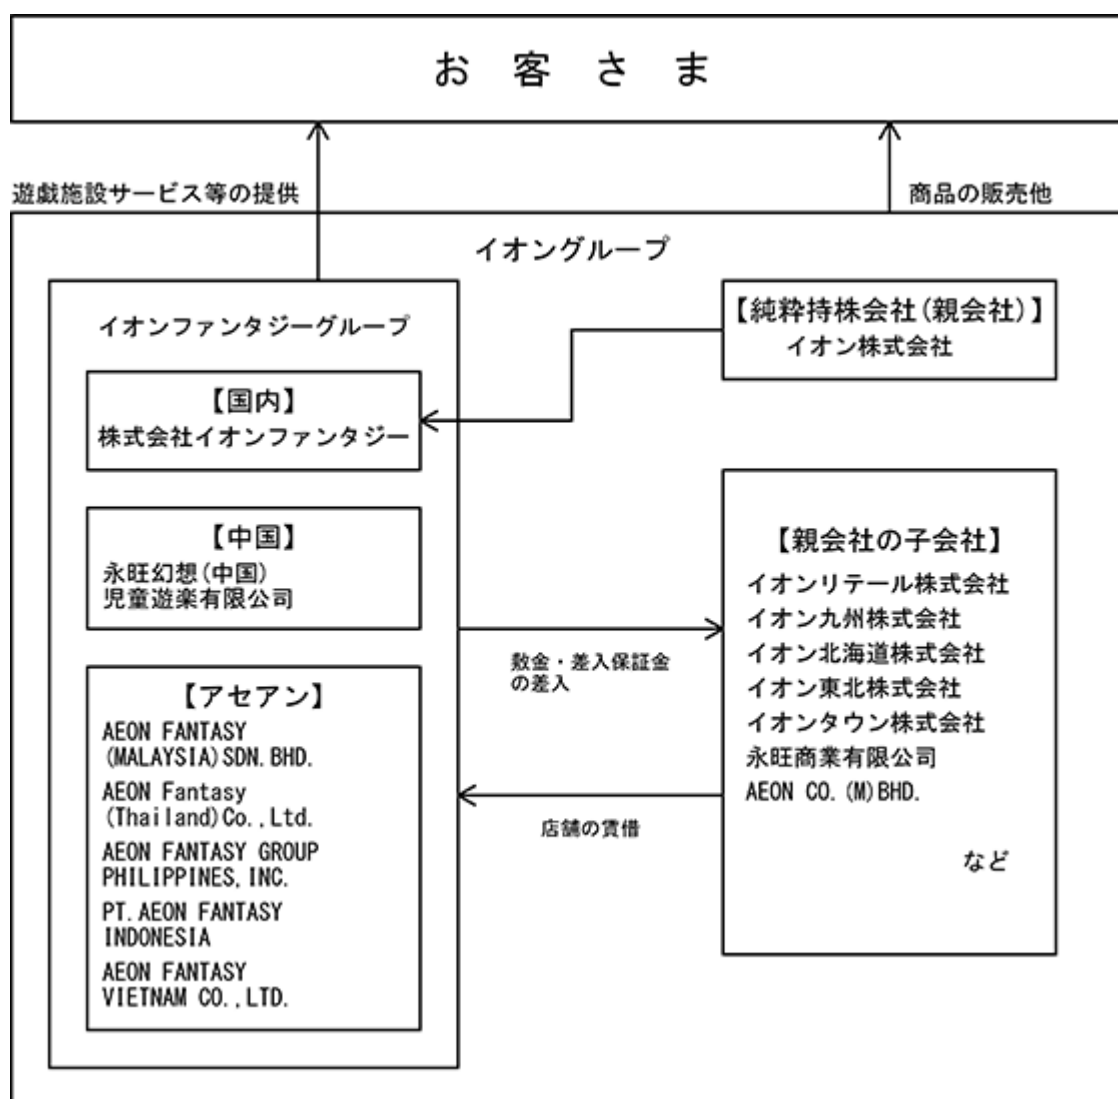 お客さま
遊戯施設サービス等の提供
商品の販売他
イオングループ
イオンファンタジーグループ
【国内】
株式会社イオンファンタジー
【中国】
永旺幻想(中国)
児童遊楽有限公司
【アセアン】
AEON FANTASY
(MALAYSIA)SDN.BHD.
AEON Fantasy
(Thailand)Co.,Ltd.
AEON FANTASY GROUP
PHILIPPINES,INC.
PT.AEON FANTASY
INDONESIA
AEON FANTASY
VIETNAM CO.,LTD.
【純粋持株会社(親会社)】
イオン株式会社
敷金・差入保証金
の差入
店舗の賃借
【親会社の子会社】
イオンリテール株式会社
イオン九州株式会社
イオン北海道株式会社
イオン東北株式会社
イオンタウン株式会社
永旺商業有限公司
AEON CO.(M)BHD.
など